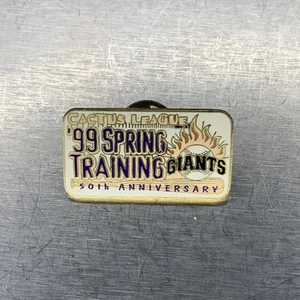 CACTUS LEAGUE
'99 SPRING
TRAINING GIANTS
50th ANNIVERSARY